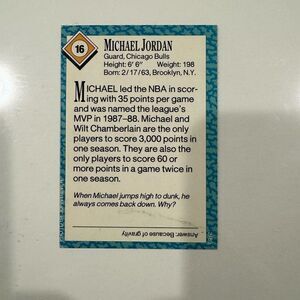 16
MICHAEL JORDAN
Guard, Chicago Bulls
Height: 6' 6" Weight: 198
Born: 2/17/63, Brooklyn, N.Y.
MICHAEL led the NBA in scor-
ing with 35 points per game
and was named the league's
MVP in 1987–88. Michael and
Wilt Chamberlain are the only
players to score 3,000 points
in one season. They are also the
only players to score 60 or
more points in a game twice in
one season.
When Michael jumps high to dunk, he
always comes back down. Why?
Answer: Because of gravity